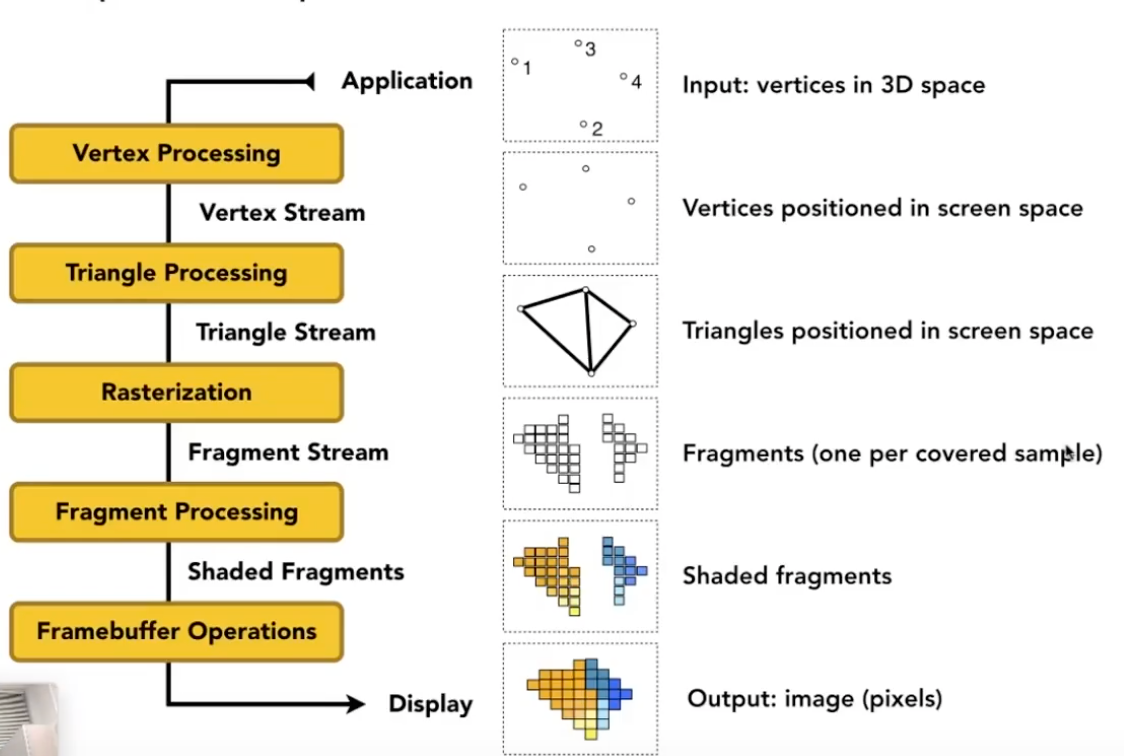 Application
3
1
4
2
Input: vertices in 3D space
Vertex Processing
Vertex Stream
Vertices positioned in screen space
Triangle Processing
Triangle Stream
Triangles positioned in screen space
Rasterization
Fragment Stream
Fragments (one per covered sample)
Fragment Processing
Shaded Fragments
Shaded fragments
Framebuffer Operations
Display
Output: image (pixels)